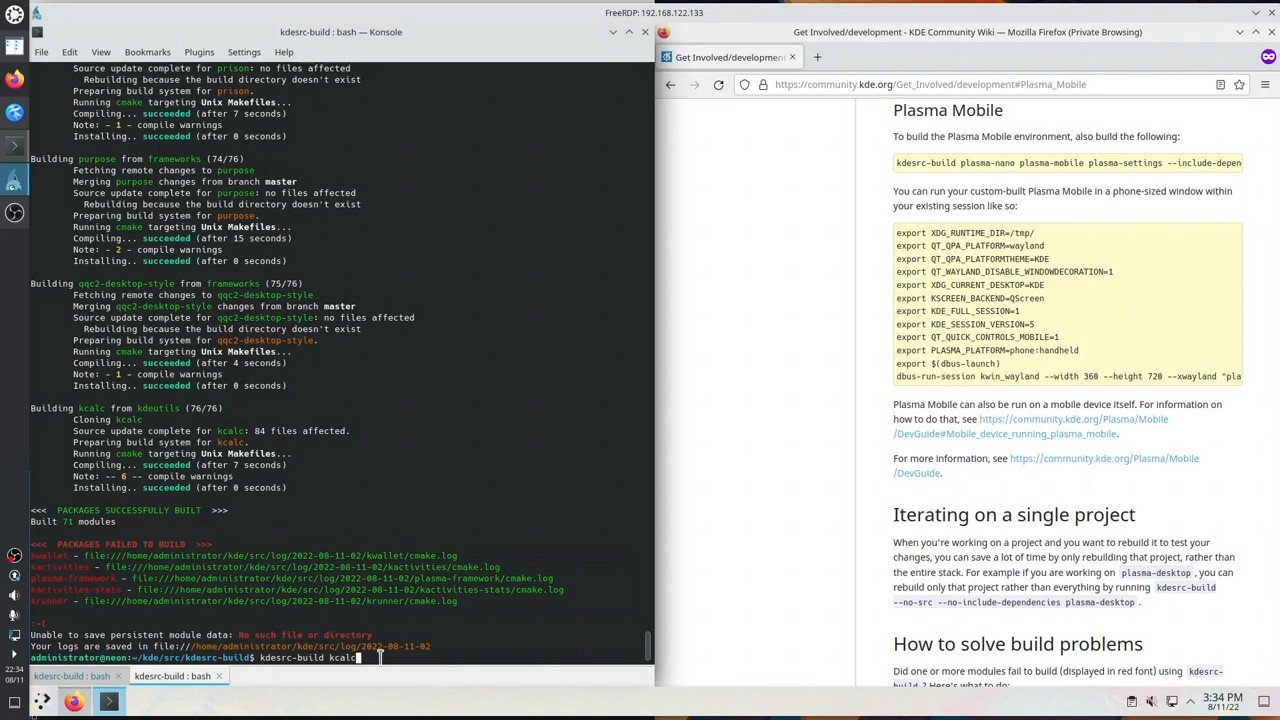 FreeRDP: 192.168.122.133
kdesrc-build : bash — Konsole
File Edit View Bookmarks Plugins Settings Help
Source update complete for prison: no files affected
Rebuilding because the build directory doesn't exist
Preparing build system for prison.
Running cmake targeting Unix Makefiles...
Compiling... succeeded (after 7 seconds)
Note: - 1 - compile warnings
Installing.. succeeded (after 0 seconds)
Building purpose from frameworks (74/76)
Fetching remote changes to purpose
Merging purpose changes from branch master
Source update complete for purpose: no files affected
Rebuilding because the build directory doesn't exist
Preparing build system for purpose.
Running cmake targeting Unix Makefiles...
Compiling... succeeded (after 15 seconds)
Note: - 2 - compile warnings
Installing.. succeeded (after 0 seconds)
Building qqc2-desktop-style from frameworks (75/76)
Fetching remote changes to qqc2-desktop-style
Merging qqc2-desktop-style changes from branch master
Source update complete for qqc2-desktop-style: no files affected
Rebuilding because the build directory doesn't exist
Preparing build system for qqc2-desktop-style.
Running cmake targeting Unix Makefiles...
Compiling... succeeded (after 4 seconds)
Note: - 1 - compile warnings
Installing.. succeeded (after 0 seconds)
Building kcalc from kdeutils (76/76)
Cloning kcalc
Source update complete for kcalc: 84 files affected.
Preparing build system for kcalc.
Running cmake targeting Unix Makefiles...
Compiling... succeeded (after 7 seconds)
Note: -- 6 -- compile warnings
Installing.. succeeded (after 0 seconds)
<<< PACKAGES SUCCESSFULLY BUILT >>>
Built 71 modules
<<< PACKAGES FAILED TO BUILD >>>
kwallet - file:///home/administrator/kde/src/log/2022-08-11-02/kwallet/cmake.log
kactivities - file:///home/administrator/kde/src/log/2022-08-11-02/kactivities/cmake.log
plasma-framework - file:///home/administrator/kde/src/log/2022-08-11-02/plasma-framework/cmake.log
kactivities-stats - file:///home/administrator/kde/src/log/2022-08-11-02/kactivities-stats/cmake.log
krunner - file:///home/administrator/kde/src/log/2022-08-11-02/krunner/cmake.log
:-(
Unable to save persistent module data: No such file or directory
Your logs are saved in file:///home/administrator/kde/src/log/2022-08-11-02
administrator@neon:~/kde/src/kdesrc-build$ kdesrc-build kcalc
kdesrc-build : bash
kdesrc-build : bash
22:34
08/11
Get Involved/development - KDE Community Wiki — Mozilla Firefox (Private Browsing)
Get Involved/development
https://community.kde.org/Get_Involved/development#Plasma_Mobile
Plasma Mobile
To build the Plasma Mobile environment, also build the following:
kdesrc-build plasma-nano plasma-mobile plasma-settings --include-depen
You can run your custom-built Plasma Mobile in a phone-sized window within
your existing session like so:
export XDG_RUNTIME_DIR=/tmp/
export QT_QPA_PLATFORM=wayland
export QT_QPA_PLATFORMTHEME=KDE
export QT_WAYLAND_DISABLE_WINDOWDECORATION=1
export XDG_CURRENT_DESKTOP=KDE
export KSCREEN_BACKEND=QScreen
export KDE_FULL_SESSION=1
export KDE_SESSION_VERSION=5
export QT_QUICK_CONTROLS_MOBILE=1
export PLASMA_PLATFORM=phone:handheld
export $(dbus-launch)
dbus-run-session kwin_wayland --width 360 --height 720 --xwayland "pla
Plasma Mobile can also be run on a mobile device itself. For information on
how to do that, see https://community.kde.org/Plasma/Mobile
/DevGuide#Mobile_device_running_plasma_mobile.
For more information, see https://community.kde.org/Plasma/Mobile
/DevGuide.
Iterating on a single project
When you're working on a project and you want to rebuild it to test your
changes, you can save a lot of time by only rebuilding that project, rather than
the entire stack. For example if you are working on plasma-desktop , you can
rebuild only that project rather than everything by running kdesrc-build
--no-src --no-include-dependencies plasma-desktop .
How to solve build problems
Did one or more modules fail to build (displayed in red font) using kdesrc-
build ? Here's what to do:
3:34 PM
8/11/22